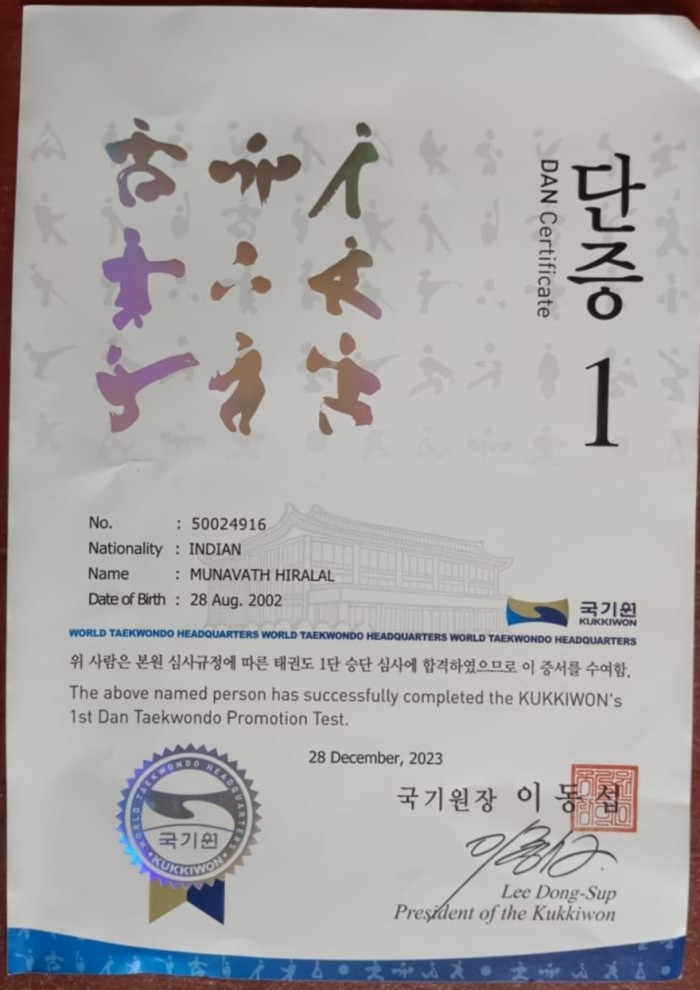 단증
DAN Certificate
1
No. : 50024916
Nationality : INDIAN
Name : MUNAVATH HIRALAL
Date of Birth : 28 Aug. 2002
국기원
KUKKIWON
WORLD TAEKWONDO HEADQUARTERS WORLD TAEKWONDO HEADQUARTERS WORLD TAEKWONDO HEADQUARTERS
위 사람은 본원 심사규정에 따른 태권도 1단 승단 심사에 합격하였으므로 이 증서를 수여함.
The above named person has successfully completed the KUKKIWON's
1st Dan Taekwondo Promotion Test.
28 December, 2023
WORLD TAEKWONDO HEADQUARTERS
국기원
•KUKKIWON•
국기원장 이 동 섭
Lee Dong-Sup
President of the Kukkiwon